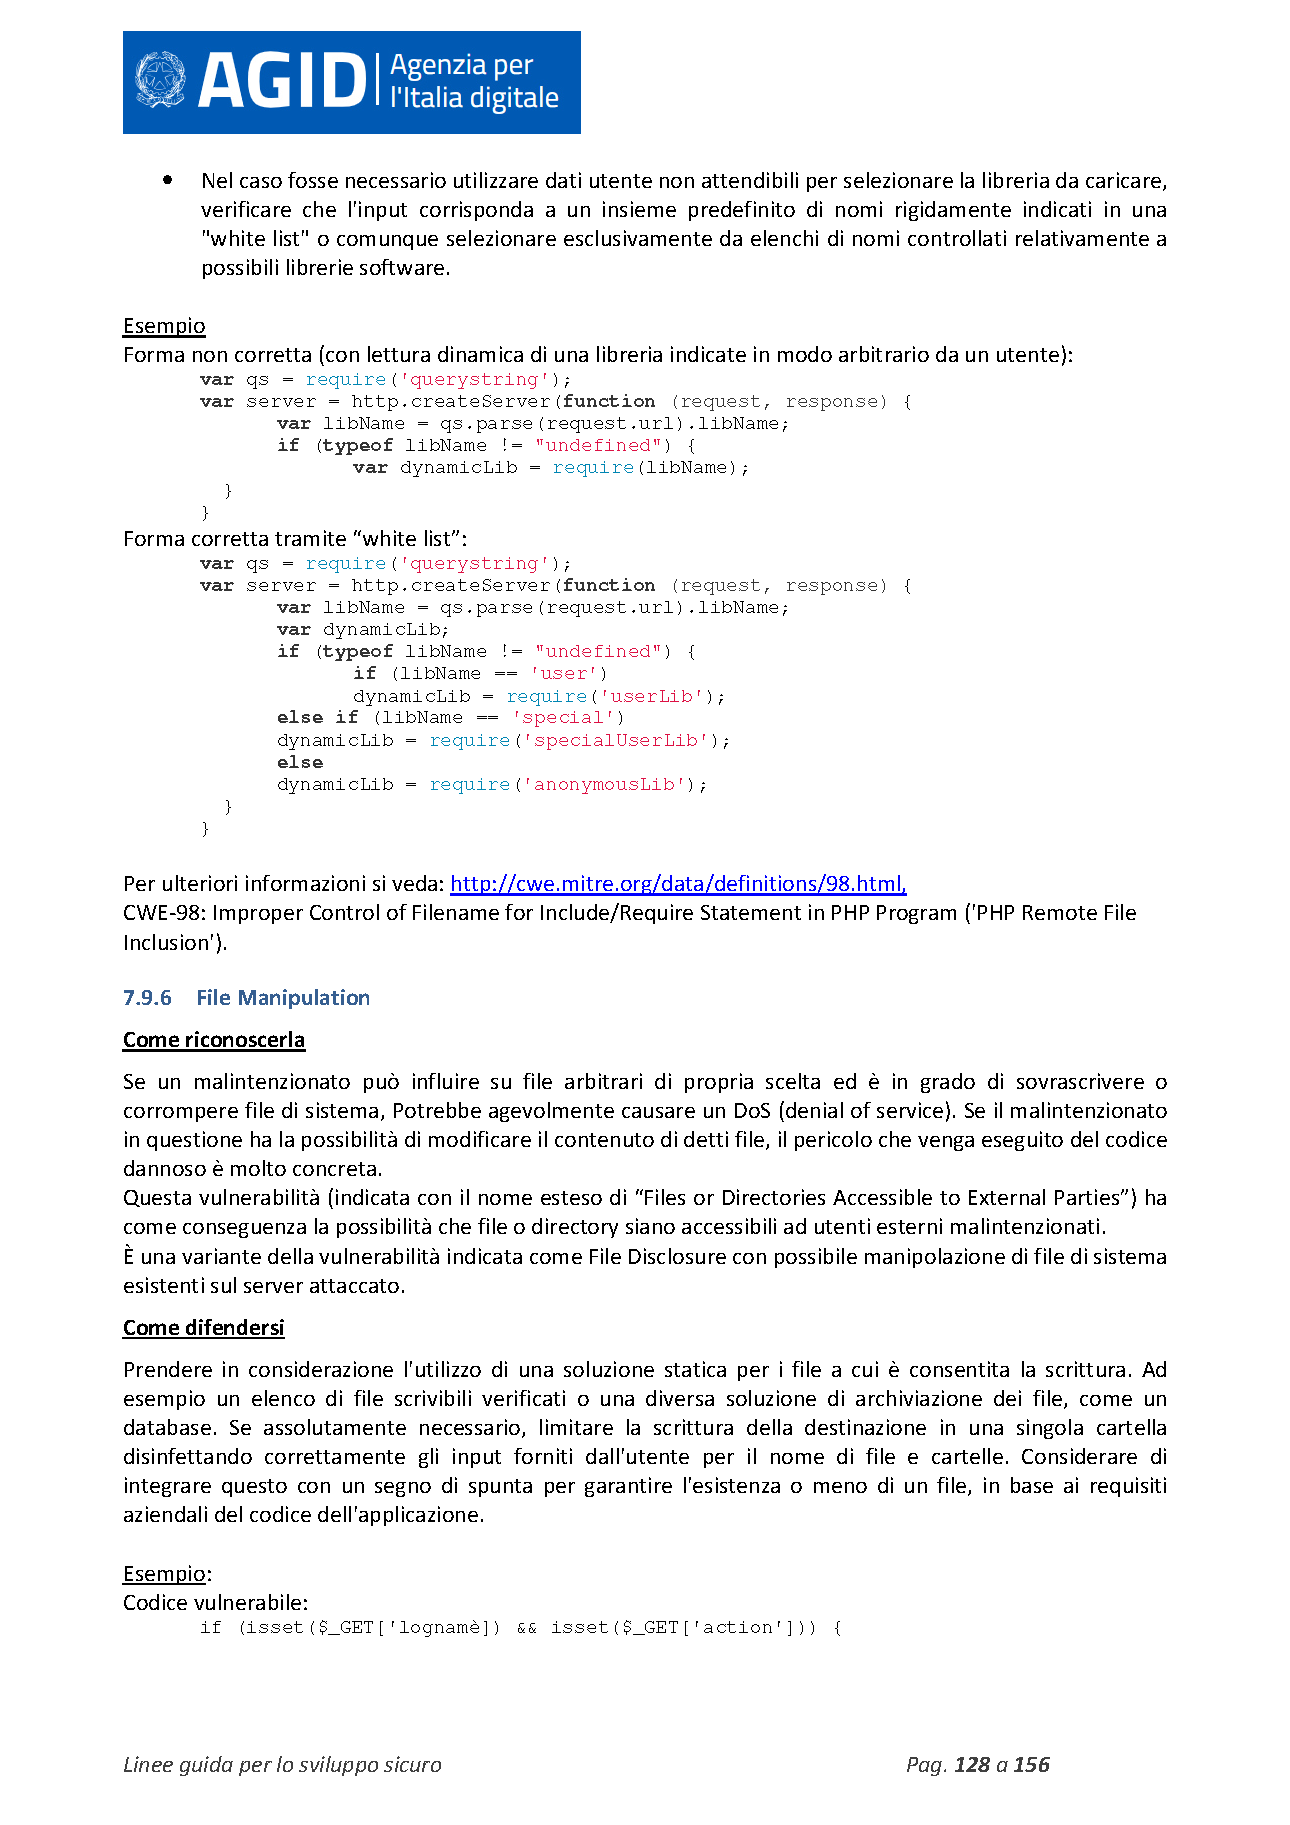 AGID Agenzia per
l'Italia digitale
• Nel caso fosse necessario utilizzare dati utente non attendibili per selezionare la libreria da caricare,
verificare che l'input corrisponda a un insieme predefinito di nomi rigidamente indicati in una
"white list" o comunque selezionare esclusivamente da elenchi di nomi controllati relativamente a
possibili librerie software.
Esempio
Forma non corretta (con lettura dinamica di una libreria indicate in modo arbitrario da un utente):
var qs = require('querystring');
var server = http.createServer(function (request, response) {
var libName = qs.parse(request.url).libName;
if (typeof libName != "undefined") {
var dynamicLib = require(libName);
}
}
Forma corretta tramite “white list”:
var qs = require('querystring');
var server = http.createServer(function (request, response) {
var libName = qs.parse(request.url).libName;
var dynamicLib;
if (typeof libName != "undefined") {
if (libName == 'user')
dynamicLib = require('userLib');
else if (libName == 'special')
dynamicLib = require('specialUserLib');
else
dynamicLib = require('anonymousLib');
}
}
Per ulteriori informazioni si veda: http://cwe.mitre.org/data/definitions/98.html,
CWE-98: Improper Control of Filename for Include/Require Statement in PHP Program ('PHP Remote File
Inclusion').
7.9.6 File Manipulation
Come riconoscerla
Se un malintenzionato può influire su file arbitrari di propria scelta ed è in grado di sovrascrivere o
corrompere file di sistema, Potrebbe agevolmente causare un DoS (denial of service). Se il malintenzionato
in questione ha la possibilità di modificare il contenuto di detti file, il pericolo che venga eseguito del codice
dannoso è molto concreta.
Questa vulnerabilità (indicata con il nome esteso di “Files or Directories Accessible to External Parties”) ha
come conseguenza la possibilità che file o directory siano accessibili ad utenti esterni malintenzionati.
È una variante della vulnerabilità indicata come File Disclosure con possibile manipolazione di file di sistema
esistenti sul server attaccato.
Come difendersi
Prendere in considerazione l'utilizzo di una soluzione statica per i file a cui è consentita la scrittura. Ad
esempio un elenco di file scrivibili verificati o una diversa soluzione di archiviazione dei file, come un
database. Se assolutamente necessario, limitare la scrittura della destinazione in una singola cartella
disinfettando correttamente gli input forniti dall'utente per il nome di file e cartelle. Considerare di
integrare questo con un segno di spunta per garantire l'esistenza o meno di un file, in base ai requisiti
aziendali del codice dell'applicazione.
Esempio:
Codice vulnerabile:
if (isset($_GET['lognamè]) && isset($_GET['action'])) {
Linee guida per lo sviluppo sicuro Pag. 128 a 156